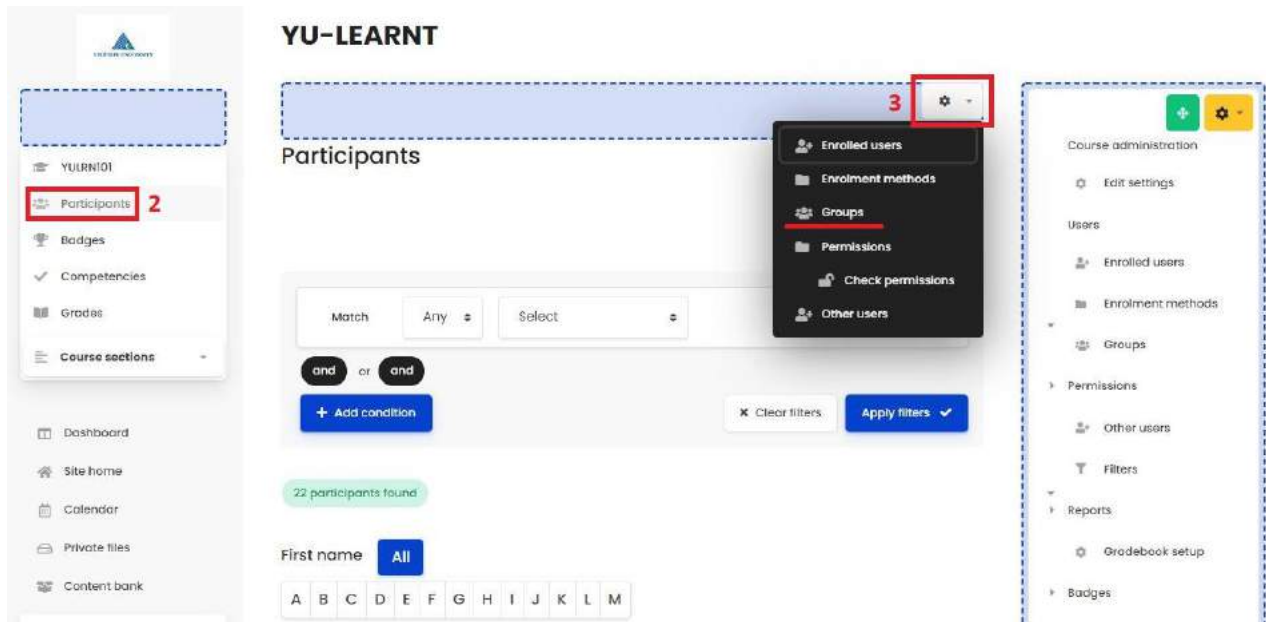 YU-LEARNT
YULRN101
Participants 2
Badges
Competencies
Grades
Course sections
Dashboard
Site home
Calendar
Private files
Content bank
3
Participants
Enrolled users
Enrolment methods
Groups
Permissions
Check permissions
Other users
Match Any Select
and or and
+ Add condition
Clear filters Apply filters
22 participants found
First name All
A B C D E F G H I J K L M
Course administration
Edit settings
Users
Enrolled users
Enrolment methods
Groups
Permissions
Other users
Filters
Reports
Gradebook setup
Badges